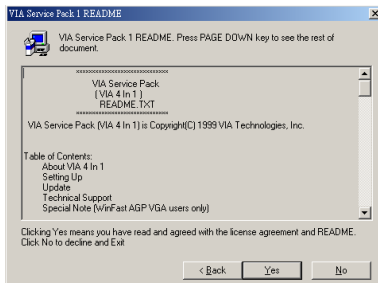 VIA Service Pack 1 README
VIA Service Pack 1 README. Press PAGE DOWN key to see the rest of
document.
××××××××××××××××××××××××××××××
VIA Service Pack
( VIA 4 in 1 )
README.TXT
××××××××××××××××××××××××××××××
VIA Service Pack (VIA 4 In 1) is Copyright(C) 1999 VIA Technologies, Inc.
Table of Contents:
About VIA 4 In 1
Setting Up
Update
Technical Support
Special Note (WinFast AGP VGA users only)
Clicking Yes means you have read and agreed with the license agreement and README.
Click No to decline and Exit
< Back
Yes
No